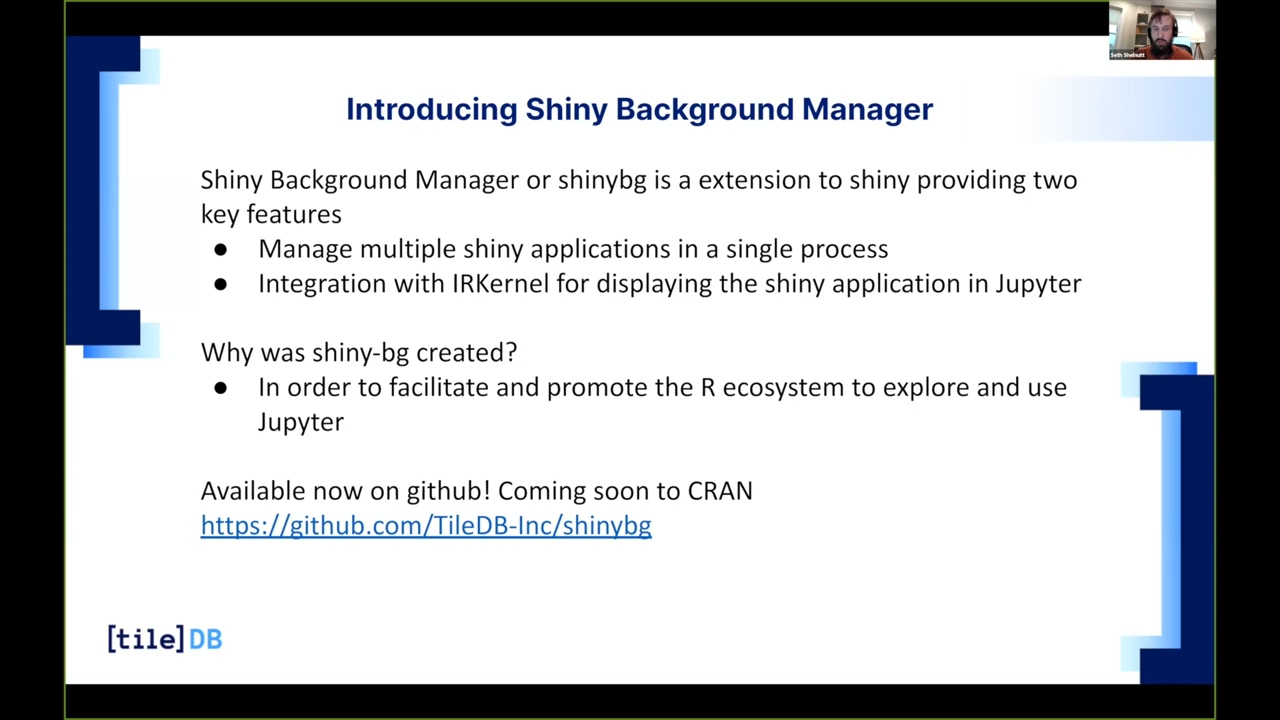 Seth Shelnutt
Introducing Shiny Background Manager
Shiny Background Manager or shinybg is a extension to shiny providing two
key features
● Manage multiple shiny applications in a single process
● Integration with IRKernel for displaying the shiny application in Jupyter
Why was shiny-bg created?
● In order to facilitate and promote the R ecosystem to explore and use
Jupyter
Available now on github! Coming soon to CRAN
https://github.com/TileDB-Inc/shinybg
[tile]DB